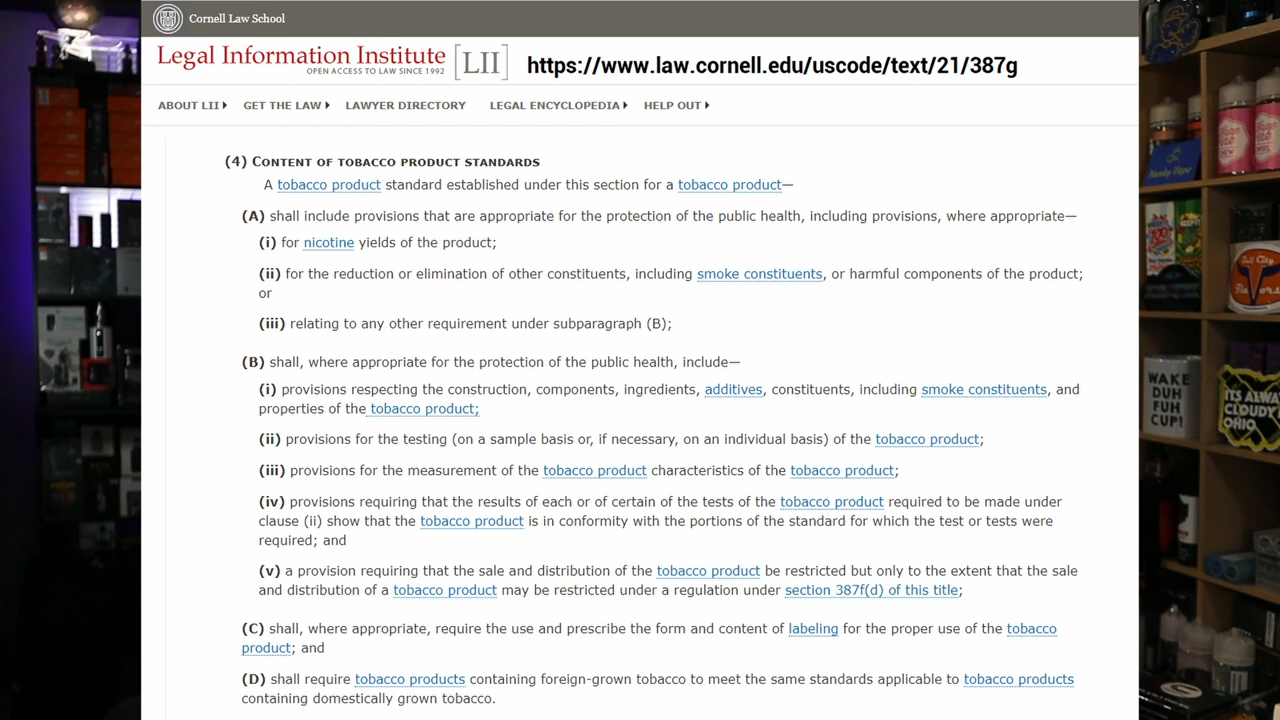 Cornell Law School
Legal Information Institute [LII]
OPEN ACCESS TO LAW SINCE 1992
https://www.law.cornell.edu/uscode/text/21/387g
ABOUT LII GET THE LAW LAWYER DIRECTORY LEGAL ENCYCLOPEDIA HELP OUT
(4) CONTENT OF TOBACCO PRODUCT STANDARDS
A tobacco product standard established under this section for a tobacco product—
(A) shall include provisions that are appropriate for the protection of the public health, including provisions, where appropriate—
(i) for nicotine yields of the product;
(ii) for the reduction or elimination of other constituents, including smoke constituents, or harmful components of the product;
or
(iii) relating to any other requirement under subparagraph (B);
(B) shall, where appropriate for the protection of the public health, include—
(i) provisions respecting the construction, components, ingredients, additives, constituents, including smoke constituents, and
properties of the tobacco product;
(ii) provisions for the testing (on a sample basis or, if necessary, on an individual basis) of the tobacco product;
(iii) provisions for the measurement of the tobacco product characteristics of the tobacco product;
(iv) provisions requiring that the results of each or of certain of the tests of the tobacco product required to be made under
clause (ii) show that the tobacco product is in conformity with the portions of the standard for which the test or tests were
required; and
(v) a provision requiring that the sale and distribution of the tobacco product be restricted but only to the extent that the sale
and distribution of a tobacco product may be restricted under a regulation under section 387f(d) of this title;
(C) shall, where appropriate, require the use and prescribe the form and content of labeling for the proper use of the tobacco
product; and
(D) shall require tobacco products containing foreign-grown tobacco to meet the same standards applicable to tobacco products
containing domestically grown tobacco.
WAKE
DUH
FUH
CUP!
ITS ALWA
CLOUDY
OHIO